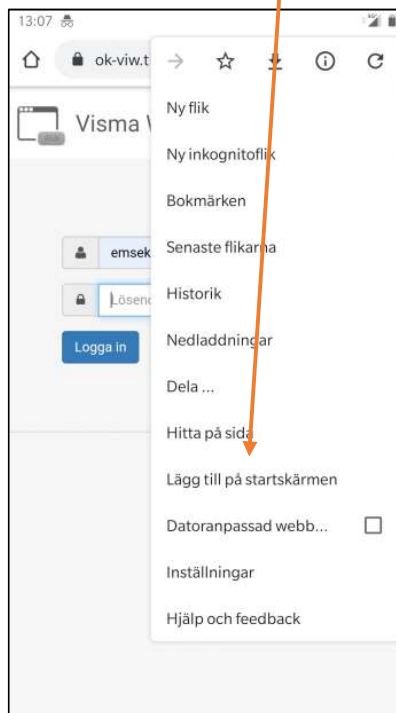 13:07
ok-viw.t
Visma
Ny flik
Ny inkognitoflik
Bokmärken
emsek
Senaste flikarna
Lösen
Historik
Logga in
Nedladdningar
Dela ...
Hitta på sida
Lägg till på startskärmen
Datoranpassad webb...
Inställningar
Hjälp och feedback